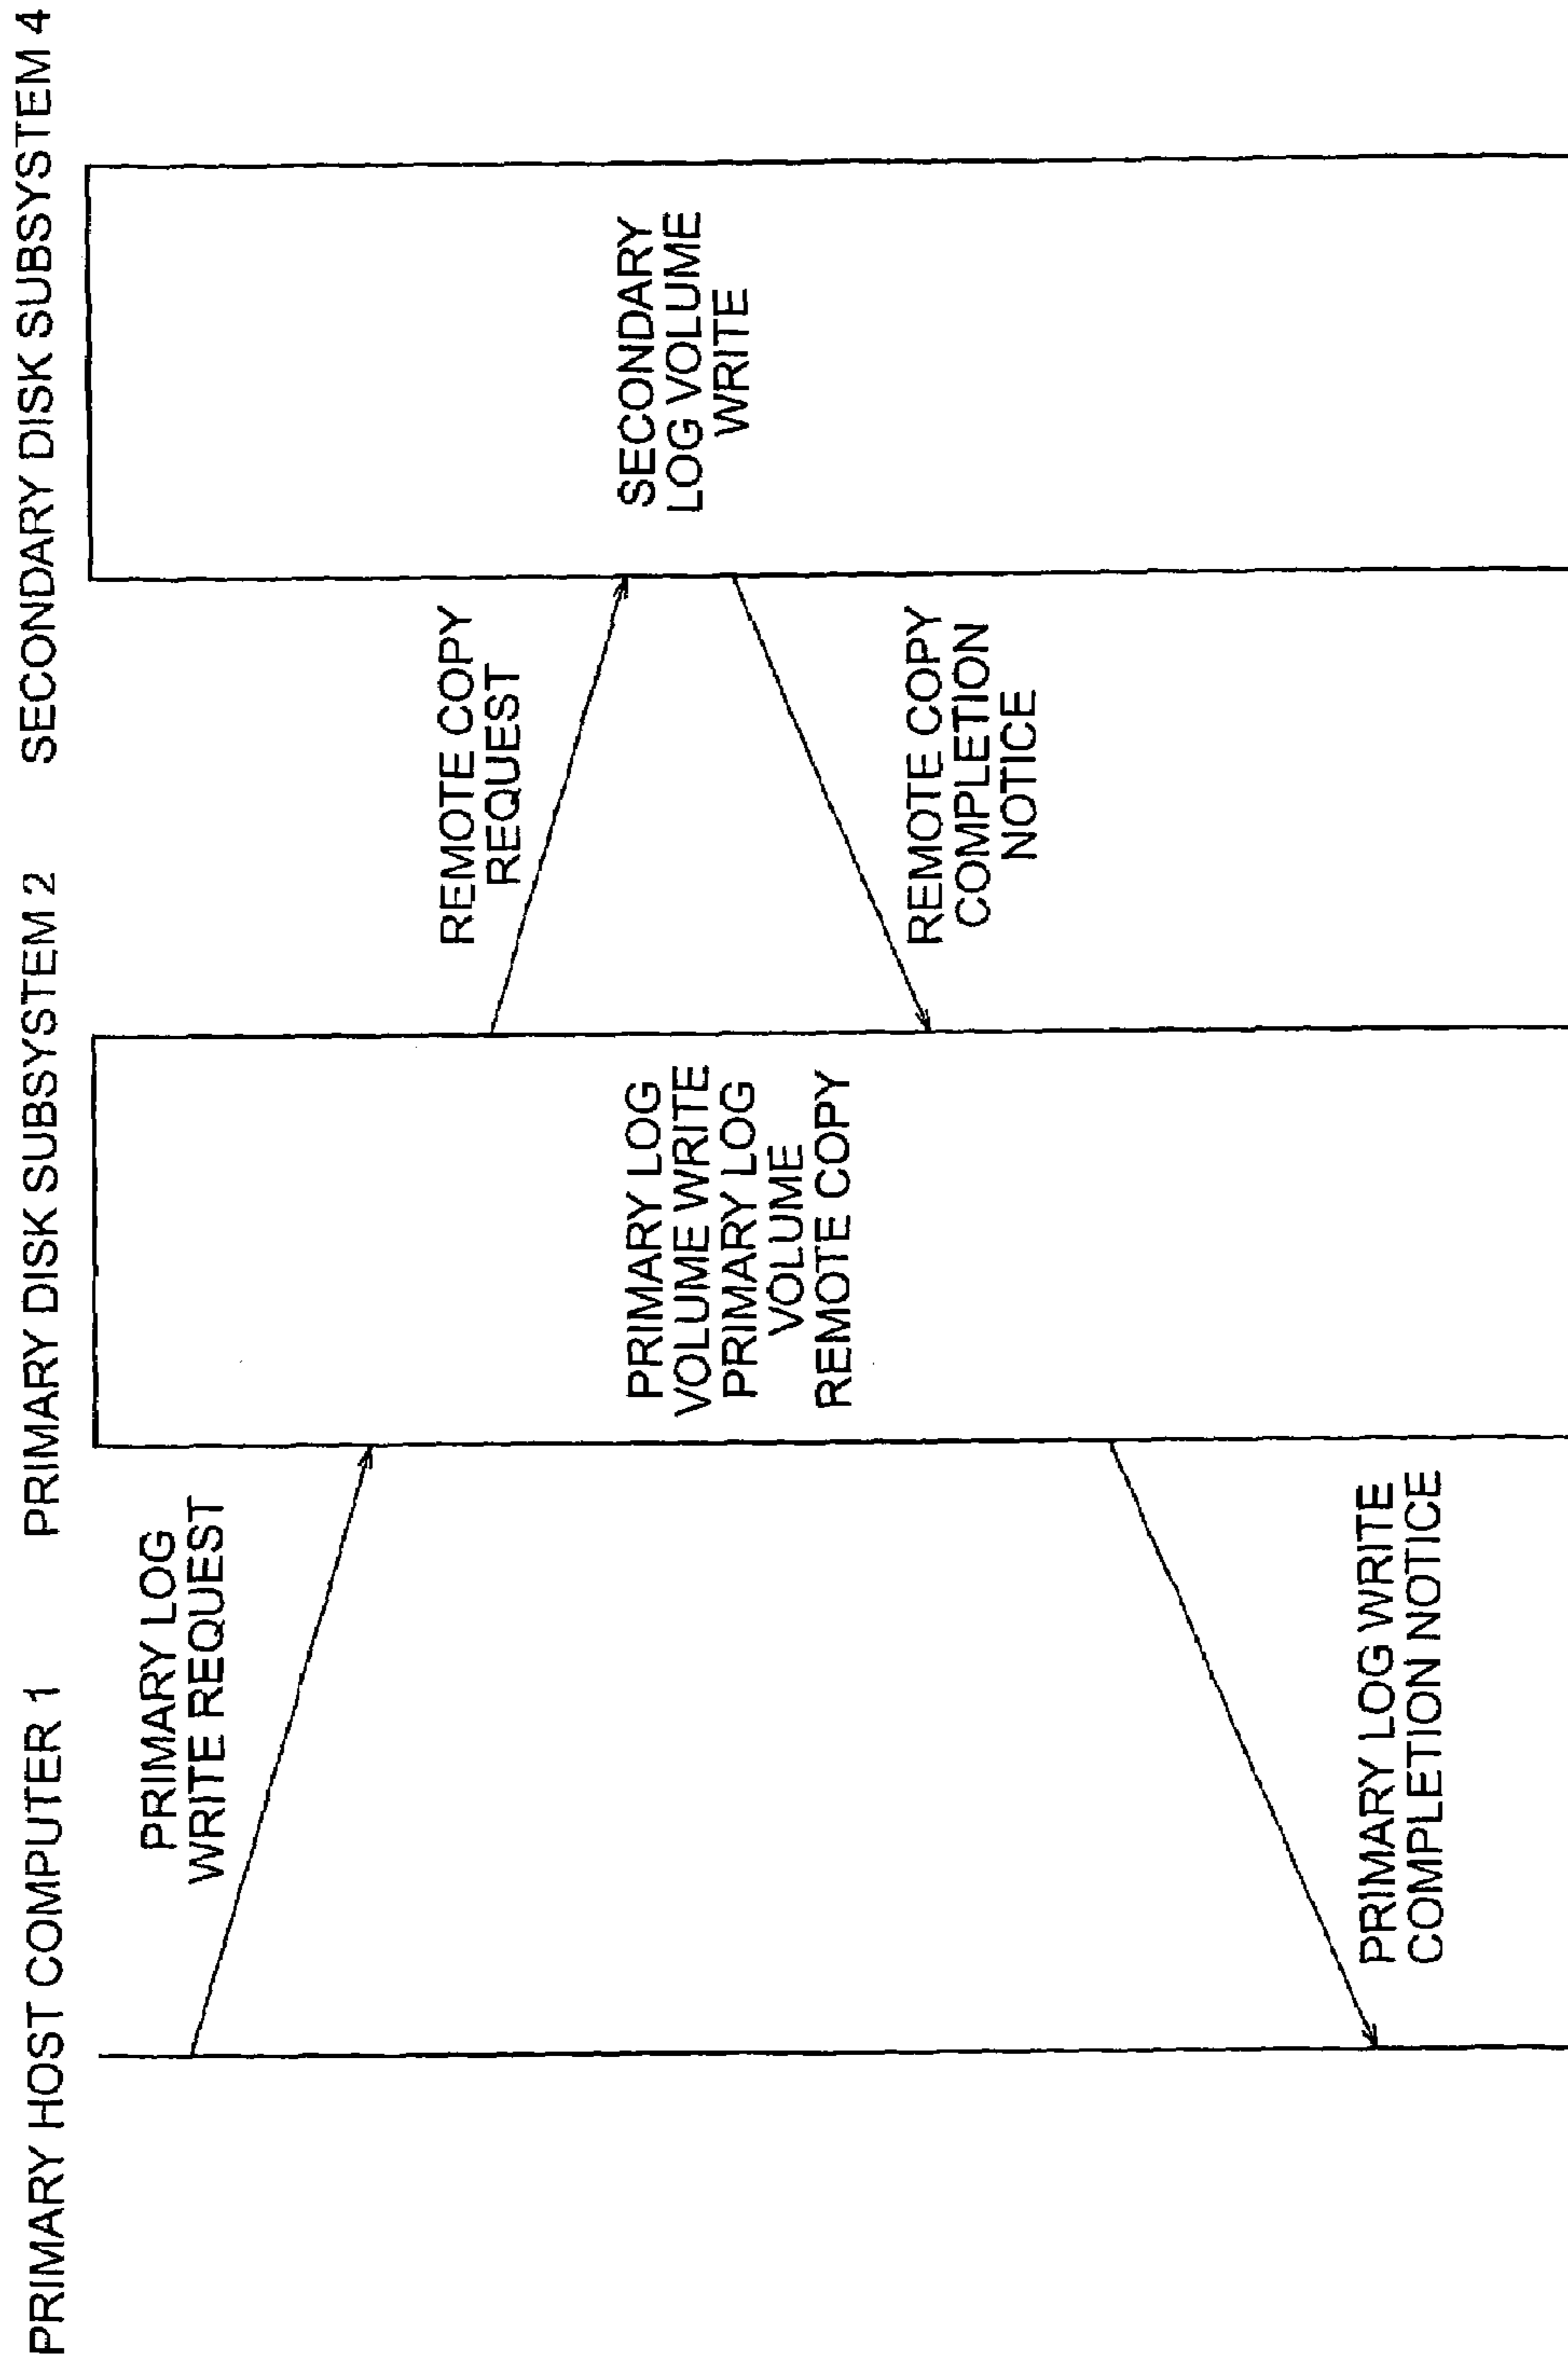 PRIMARY HOST COMPUTER 1
PRIMARY DISK SUBSYSTEM 2
SECONDARY DISK SUBSYSTEM 4
PRIMARY LOG
WRITE REQUEST
REMOTE COPY
REQUEST
PRIMARY LOG
VOLUME WRITE
PRIMARY LOG
VOLUME
REMOTE COPY
SECONDARY
LOG VOLUME
WRITE
REMOTE COPY
COMPLETION
NOTICE
PRIMARY LOG WRITE
COMPLETION NOTICE